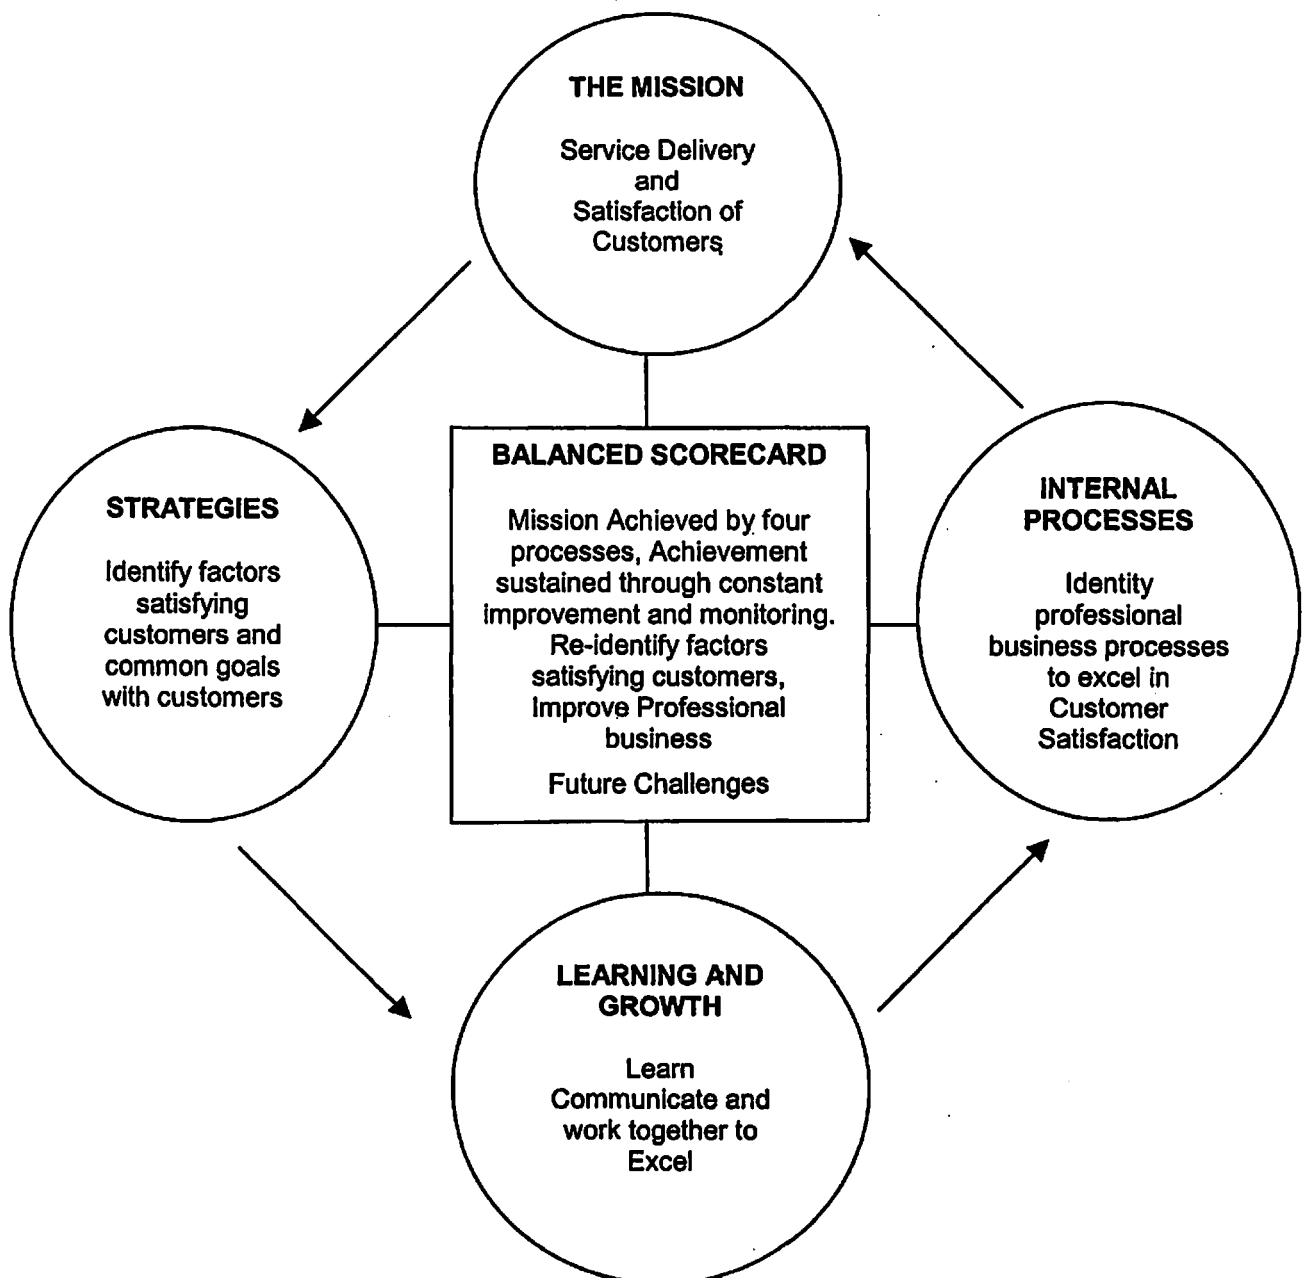 THE MISSION
Service Delivery
and
Satisfaction of
Customers
STRATEGIES
Identify factors
satisfying
customers and
common goals
with customers
BALANCED SCORECARD
Mission Achieved by four
processes, Achievement
sustained through constant
improvement and monitoring.
Re-identify factors
satisfying customers,
Improve Professional
business
Future Challenges
INTERNAL
PROCESSES
Identity
professional
business processes
to excel in
Customer
Satisfaction
LEARNING AND
GROWTH
Learn
Communicate and
work together to
Excel